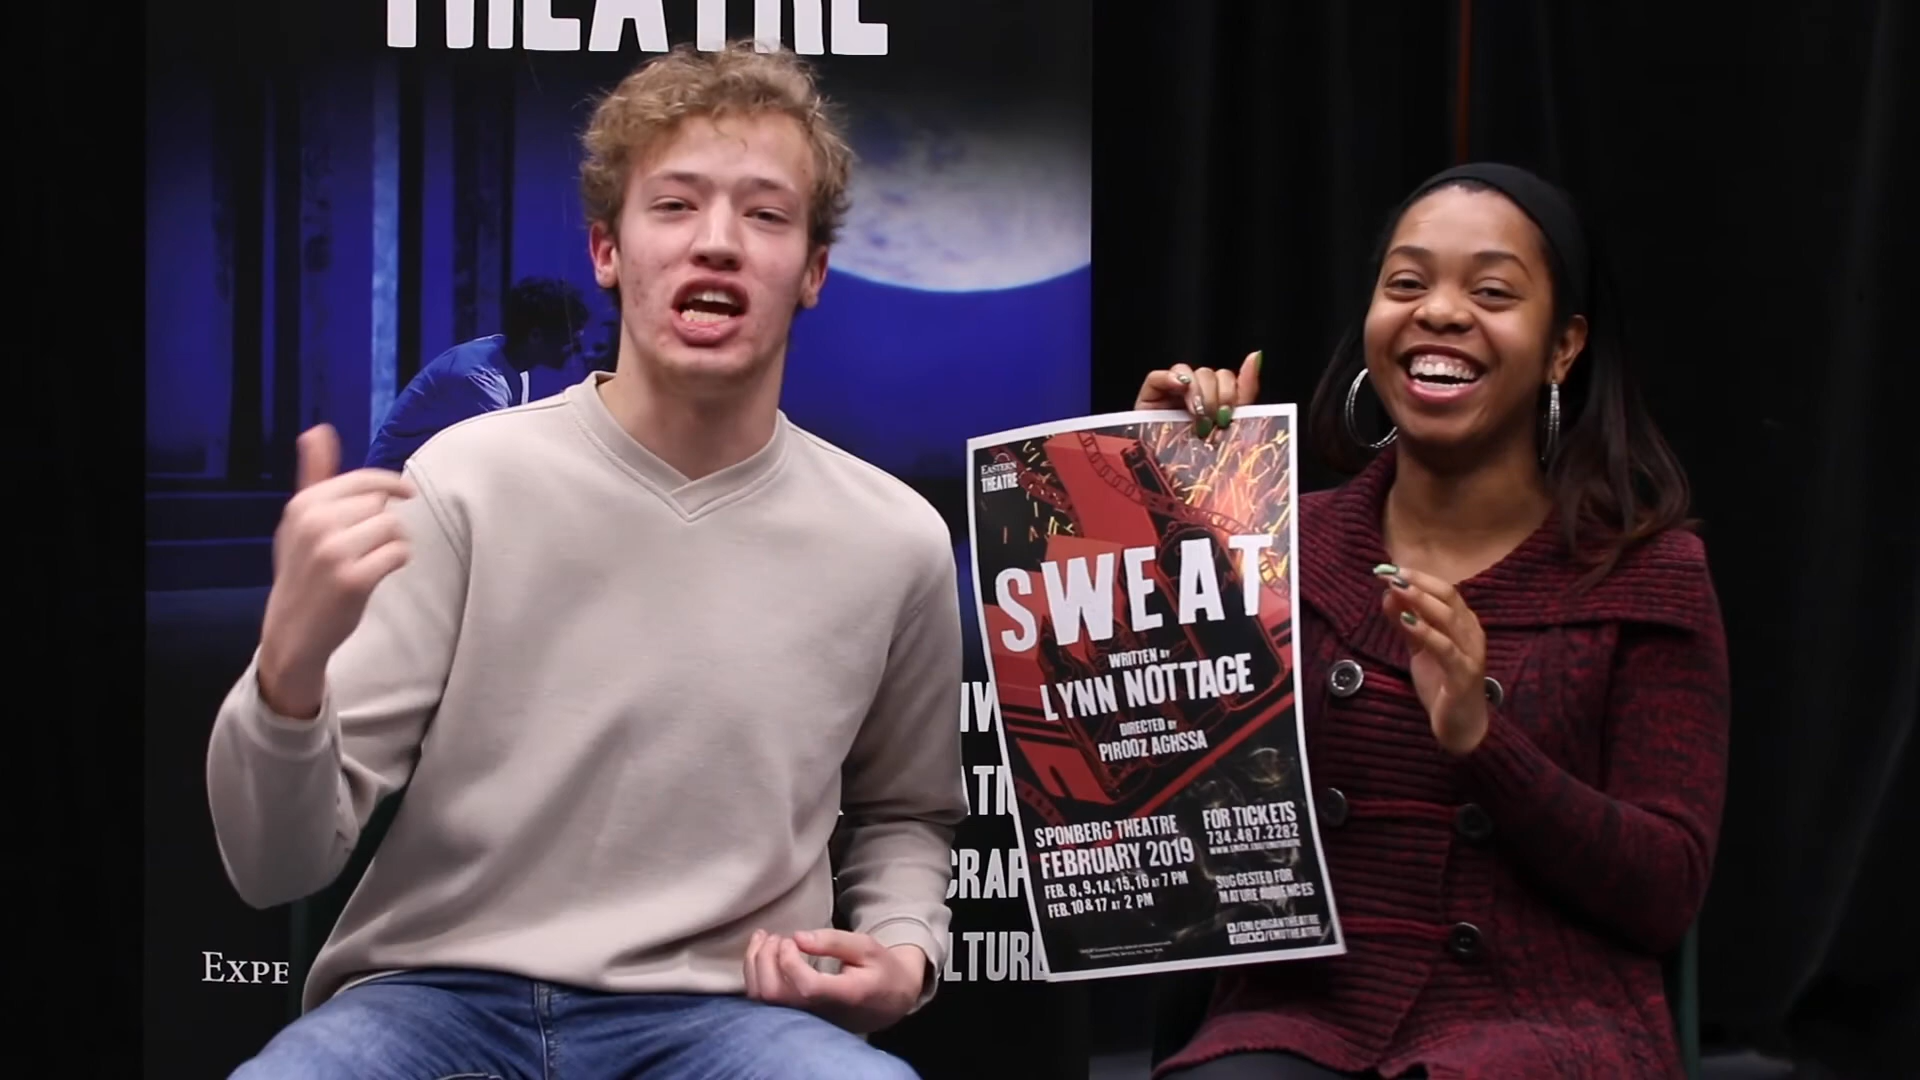 THEATRE
EASTERN
THEATRE
SWEAT
WRITTEN BY
LYNN NOTTAGE
DIRECTED BY
PIROOZ AGHSSA
SPONBERG THEATRE
FEBRUARY 2019
FEB. 8, 9, 14, 15, 16 AT 7 PM
FEB. 10 & 17 AT 2 PM
FOR TICKETS
734.487.2282
SUGGESTED FOR
MATURE AUDIENCES
/EMICHIGANTHEATRE
/EMUTHEATRE
CRAF
LTURE
EXPE